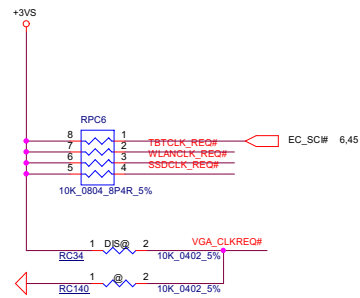 +3VS
RPC6
8 1
EC_SCI# 6,45
TBTCLK_REQ#
7 2
WLANCLK_REQ#
6 3
SSDCLK_REQ#
5 4
10K_0804_8P4R_5%
VGA_CLKREQ#
1 DIS@ 2
RC34 10K_0402_5%
1 @ 2
RC140 10K_0402_5%